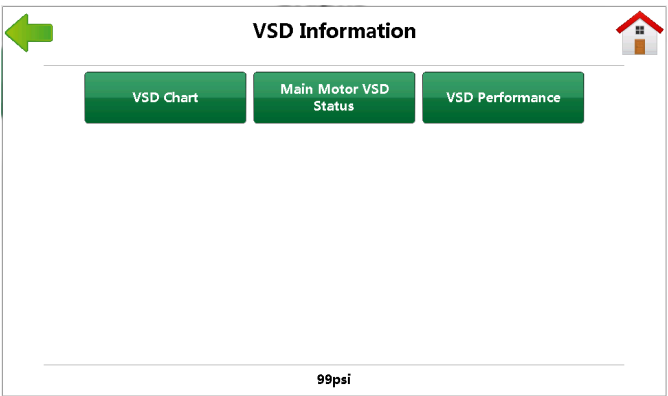 VSD Information
VSD Chart
Main Motor VSD
Status
VSD Performance
99psi